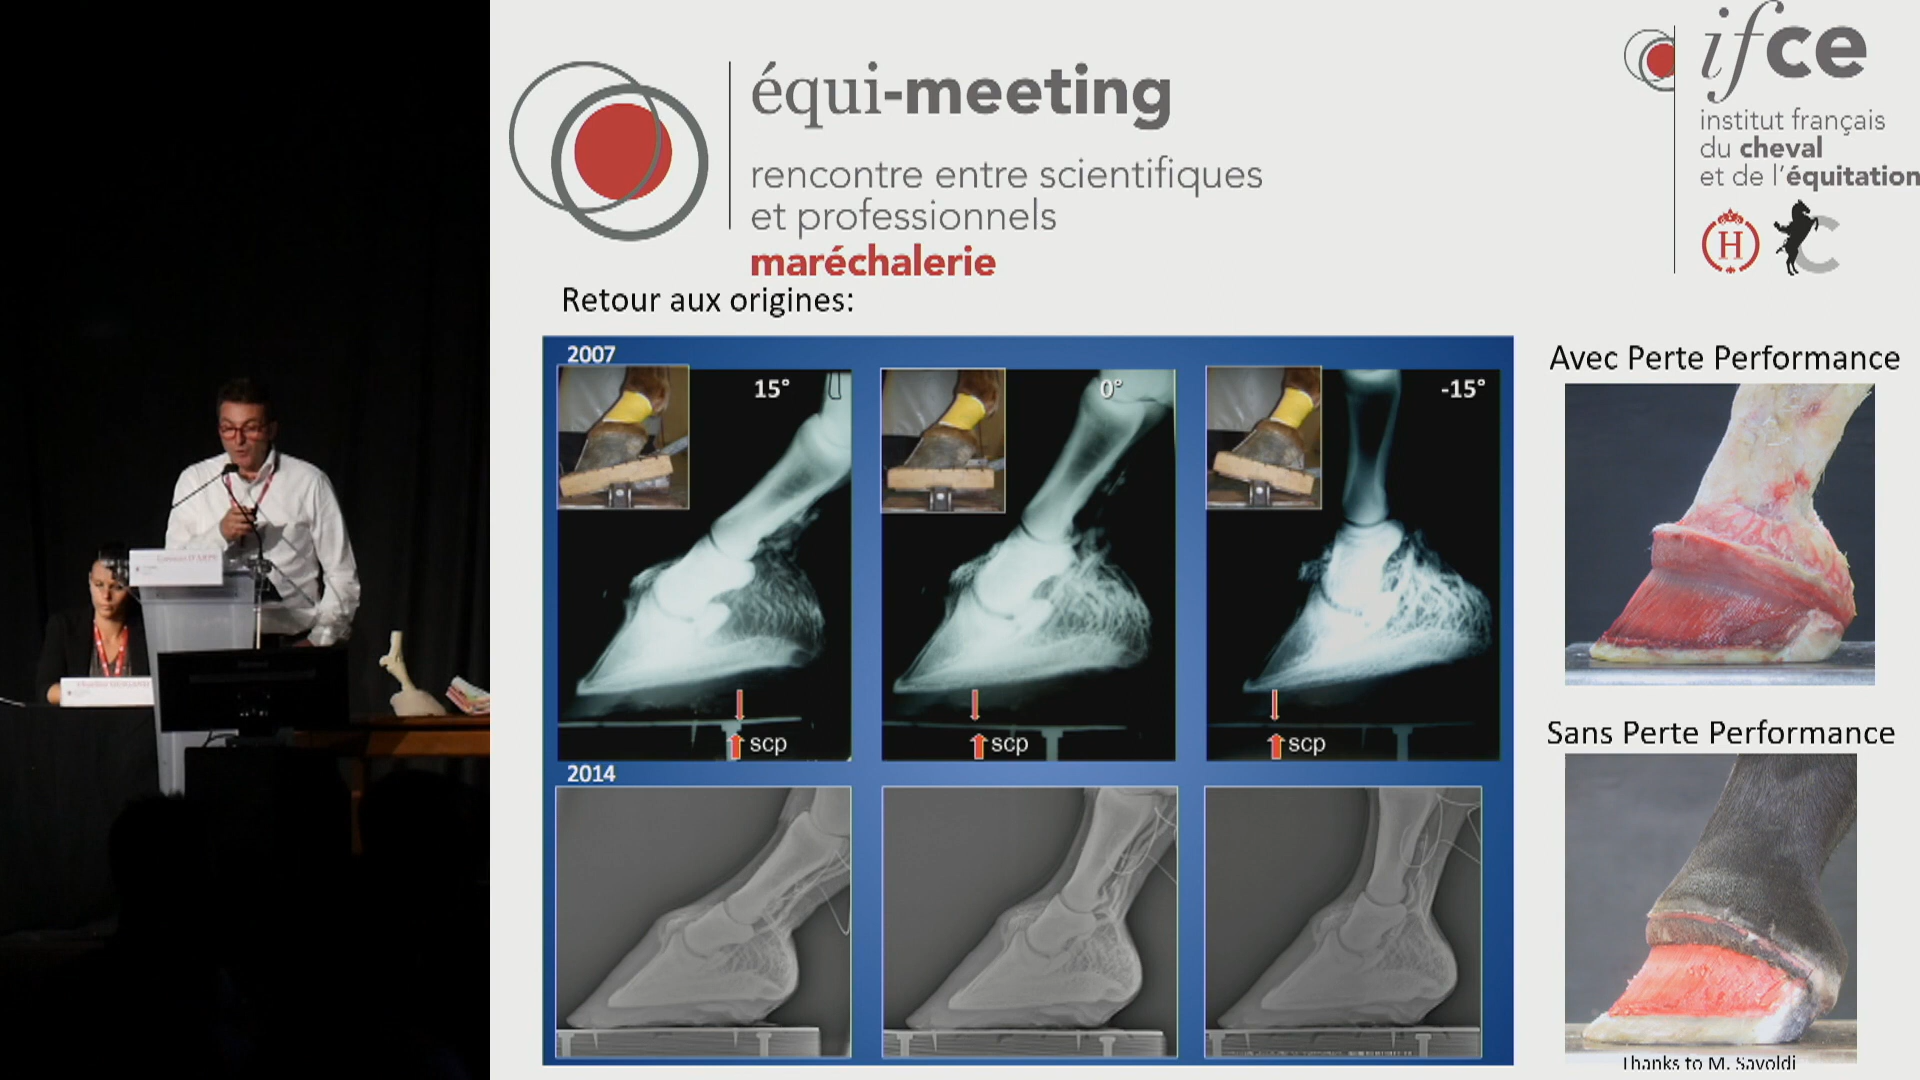 équi-meeting
rencontre entre scientifiques
et professionnels
maréchalerie
ifce
institut français
du cheval
et de l'équitation
H
C
Retour aux origines:
2007
15°
0°
-15°
scp
scp
scp
2014
Avec Perte Performance
Sans Perte Performance
Thanks to M. Savoldi